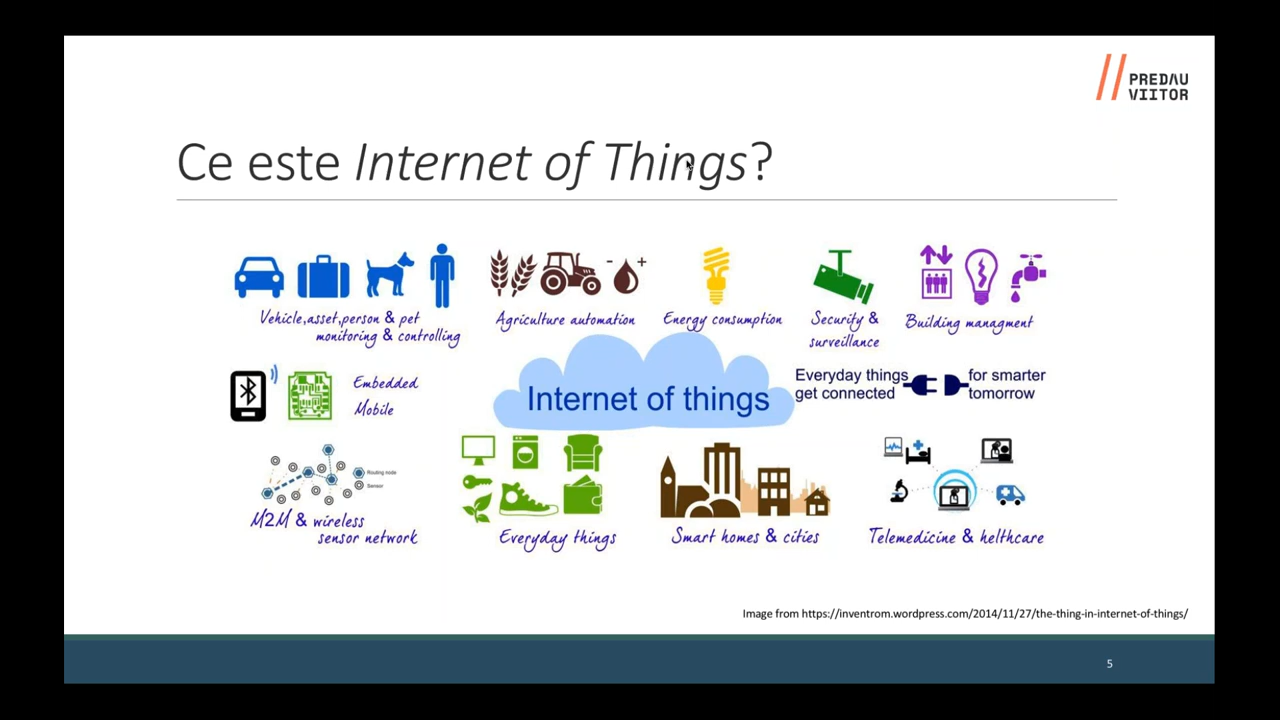 PREDAU
VIITOR
Ce este Internet of Things?
Vehicle,asset,person & pet
monitoring & controlling
Agriculture automation
Energy consumption
Security &
surveillance
Building managment
Embedded
Mobile
Internet of things
Everyday things
get connected
for smarter
tomorrow
Routing node
Sensor
M2M & wireless
sensor network
Everyday things
Smart homes & cities
Telemedicine & helthcare
Image from https://inventrom.wordpress.com/2014/11/27/the-thing-in-internet-of-things/
5